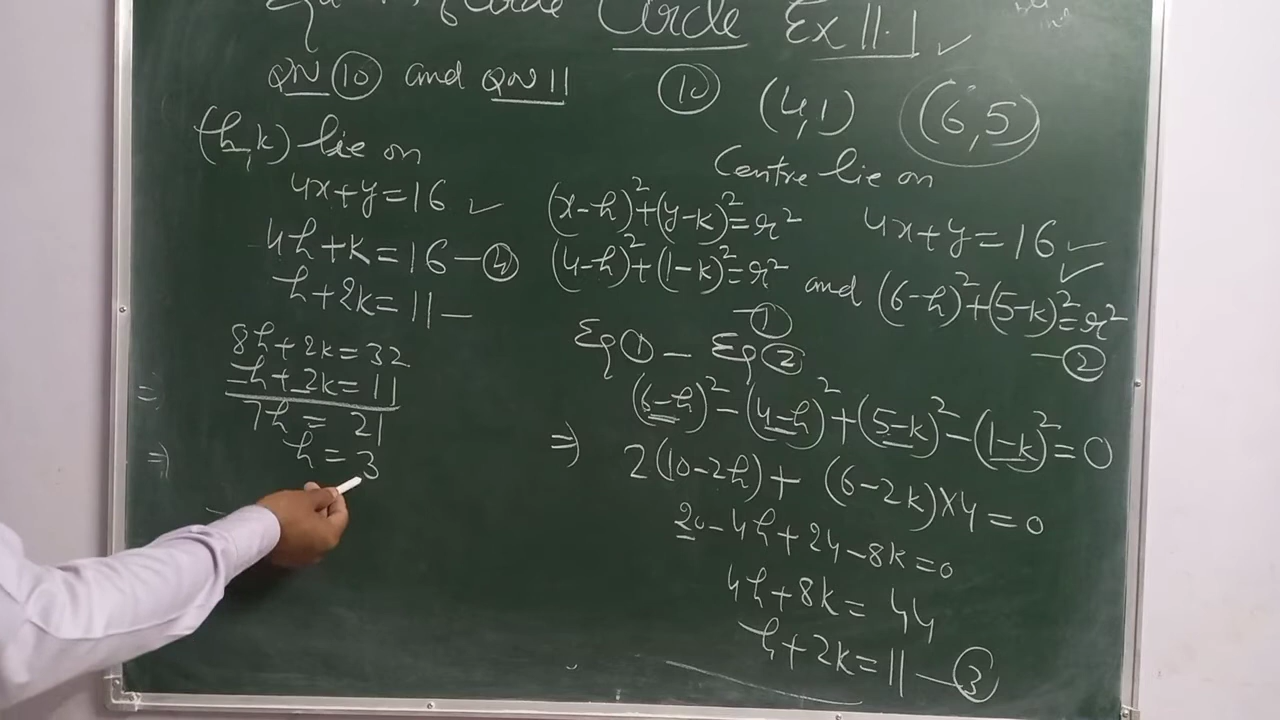 Circle Ex 11.1 ✓
QN ⑩ and QN 11
⑩ (4,1) (6,5)
(h,k) lie on
4x+y=16 ✓
4h+k=16 – ④
h+2k=11 –
8h+2k=32
-h+-2k=11
⇒ 7h=21
⇒ h=3
Centre lie on
4x+y=16 ✓
(x-h)²+(y-k)²=r²
(4-h)²+(1-k)²=r² and (6-h)²+(5-k)²=r²
– ① – ②
Eq ① – Eq ②
(6-h)²-(4-h)²+(5-k)²-(1-k)²=0
⇒ 2(10-2h)+(6-2k)×4=0
20-4h+24-8k=0
4h+8k=44
h+2k=11 – ③